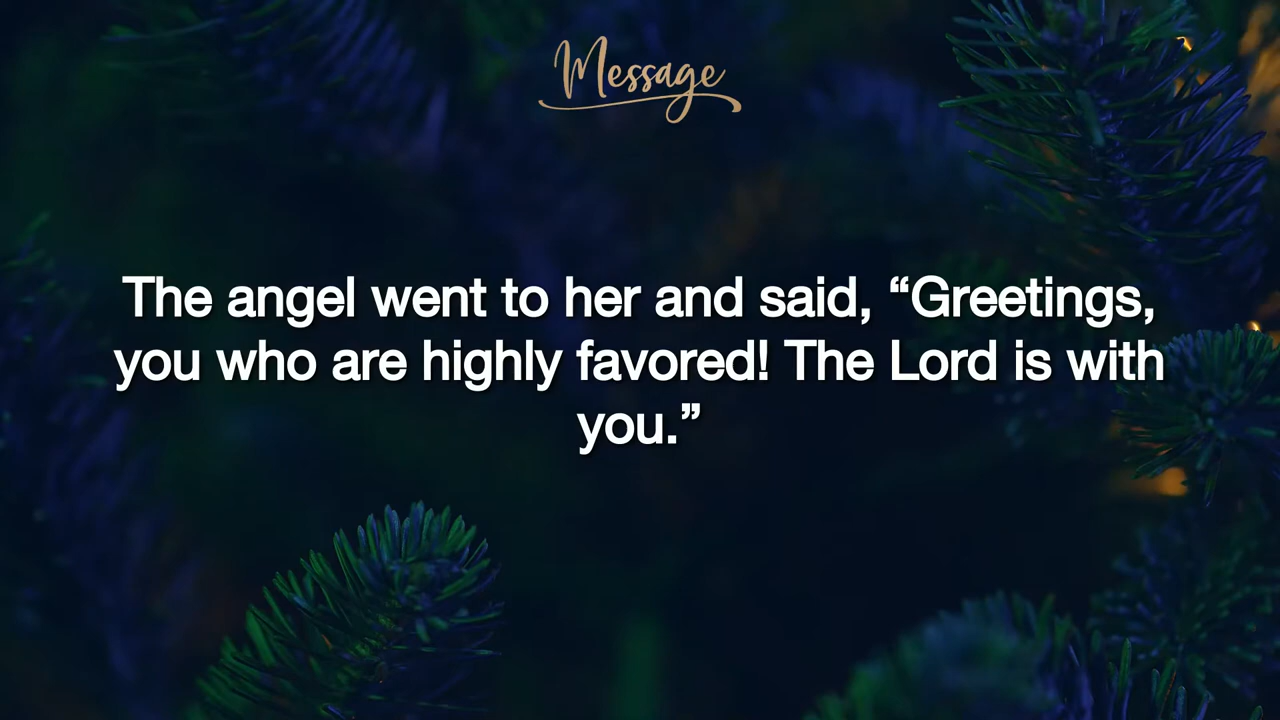 Message
The angel went to her and said, “Greetings,
you who are highly favored! The Lord is with
you.”